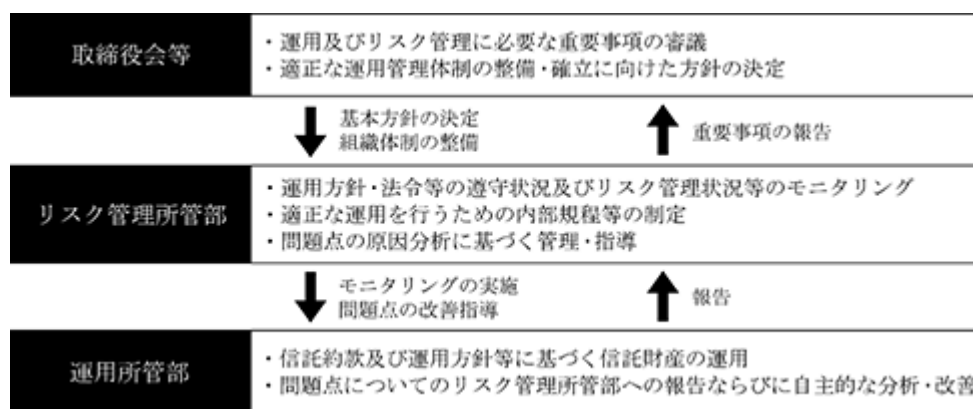 取締役会等
・運用及びリスク管理に必要な重要事項の審議
・適正な運用管理体制の整備・確立に向けた方針の決定
基本方針の決定
組織体制の整備
重要事項の報告
リスク管理所管部
・運用方針・法令等の遵守状況及びリスク管理状況等のモニタリング
・適正な運用を行うための内部規程等の制定
・問題点の原因分析に基づく管理・指導
モニタリングの実施
問題点の改善指導
報告
運用所管部
・信託約款及び運用方針等に基づく信託財産の運用
・問題点についてのリスク管理所管部への報告ならびに自主的な分析・改善